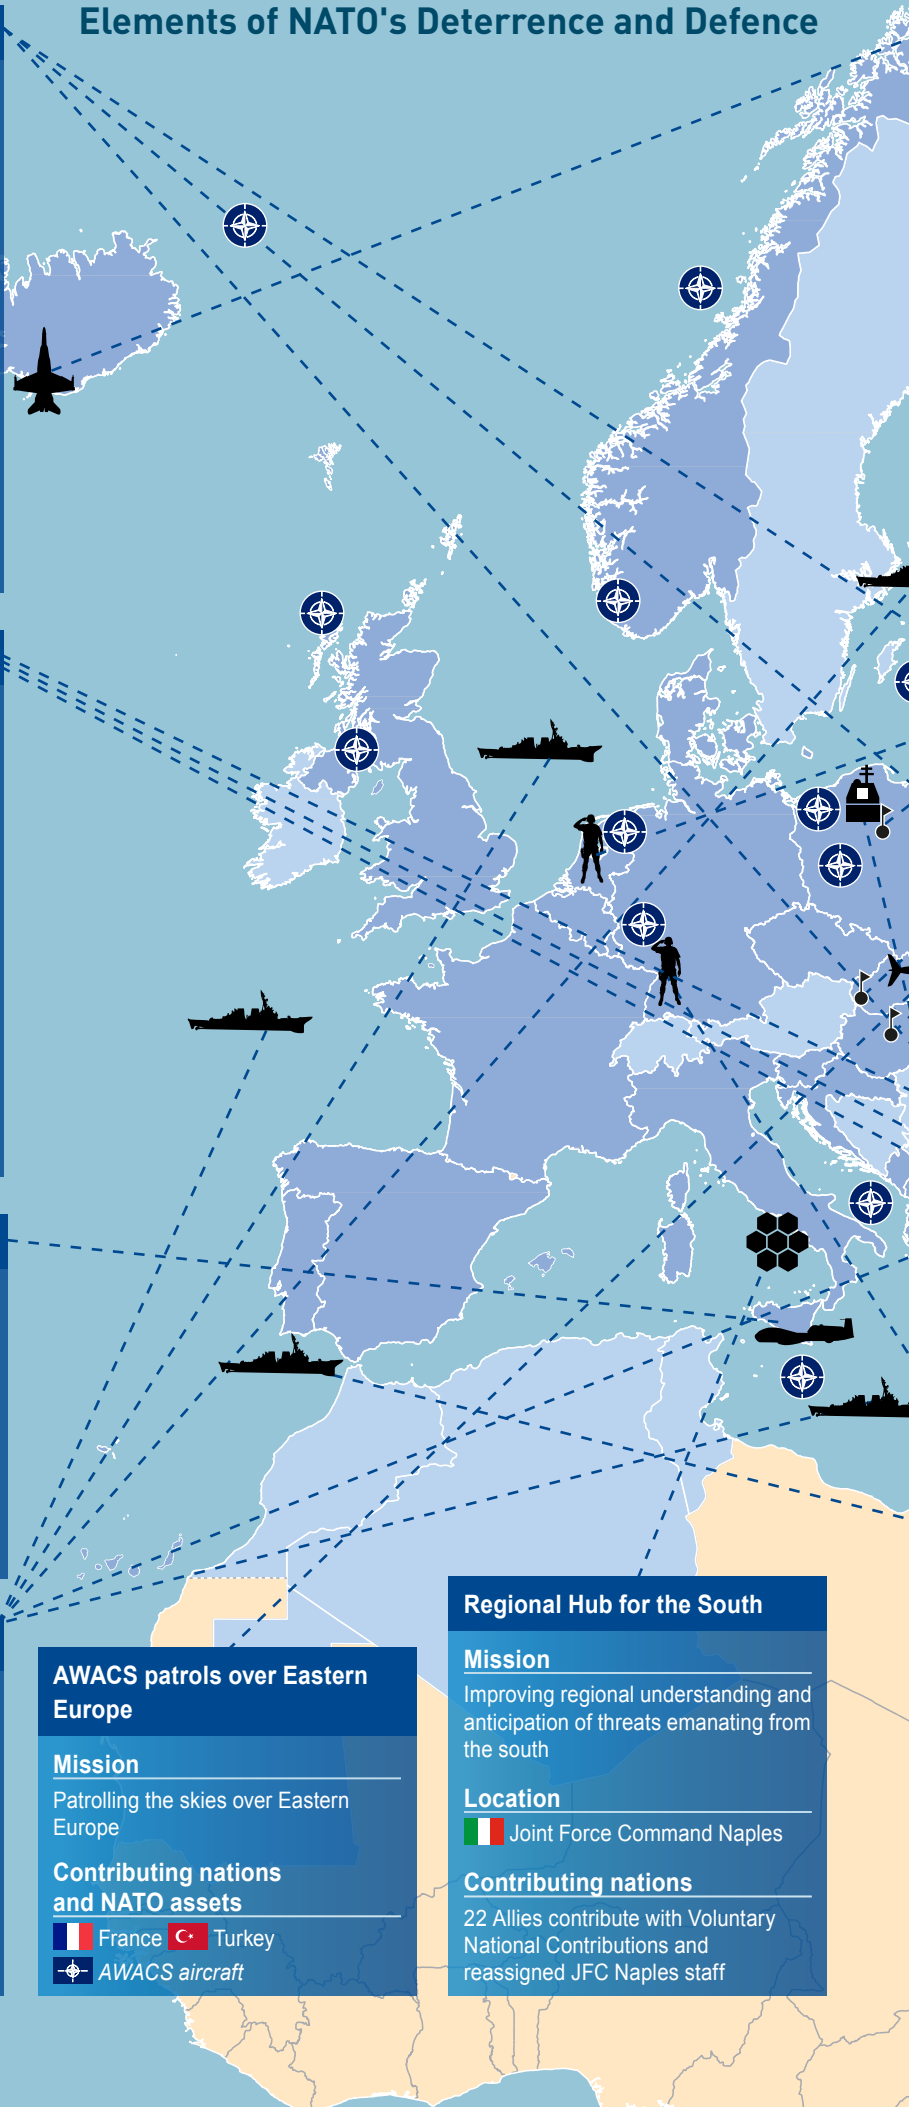 Elements of NATO's Deterrence and Defence
AWACS patrols over Eastern
Europe
Mission
Patrolling the skies over Eastern
Europe
Contributing nations
and NATO assets
France Turkey
AWACS aircraft
Regional Hub for the South
Mission
Improving regional understanding and
anticipation of threats emanating from
the south
Location
Joint Force Command Naples
Contributing nations
22 Allies contribute with Voluntary
National Contributions and
reassigned JFC Naples staff